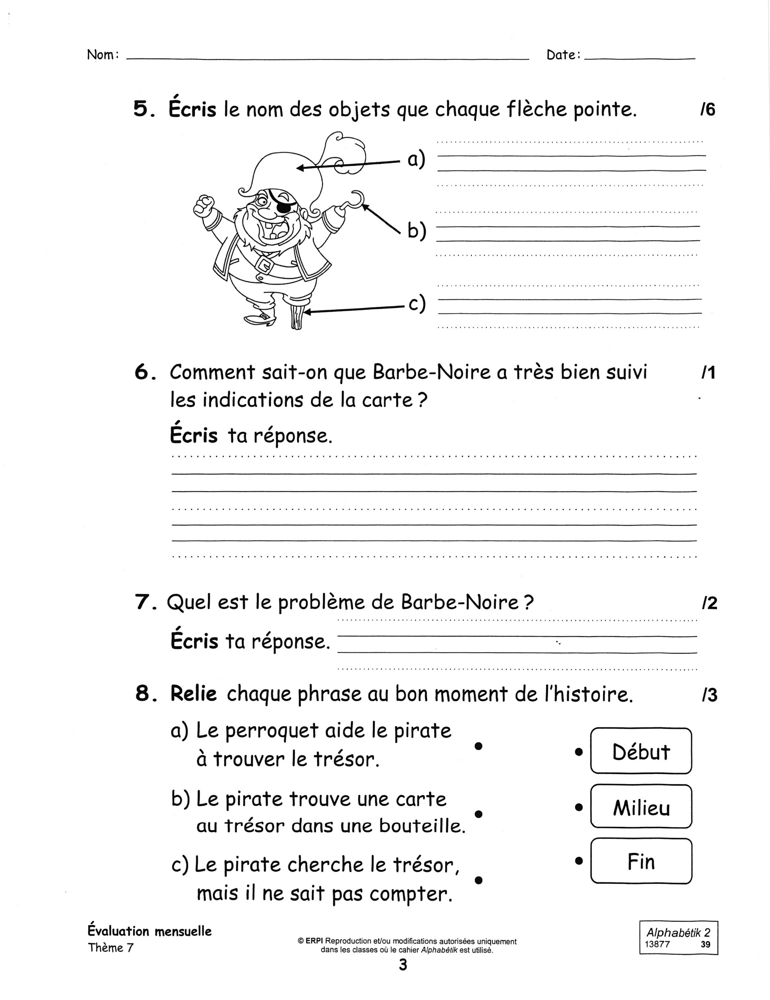 Nom: Date:
5. Écris le nom des objets que chaque flèche pointe. /6
a)
b)
c)
6. Comment sait-on que Barbe-Noire a très bien suivi /1
les indications de la carte ?
Écris ta réponse.
7. Quel est le problème de Barbe-Noire ? /2
Écris ta réponse.
8. Relie chaque phrase au bon moment de l'histoire. /3
a) Le perroquet aide le pirate
à trouver le trésor.
Début
b) Le pirate trouve une carte
au trésor dans une bouteille.
Milieu
c) Le pirate cherche le trésor,
mais il ne sait pas compter.
Fin
Évaluation mensuelle
Thème 7
© ERPI Reproduction et/ou modifications autorisées uniquement
dans les classes où le cahier Alphabétik est utilisé.
3
Alphabétik 2
13877 39